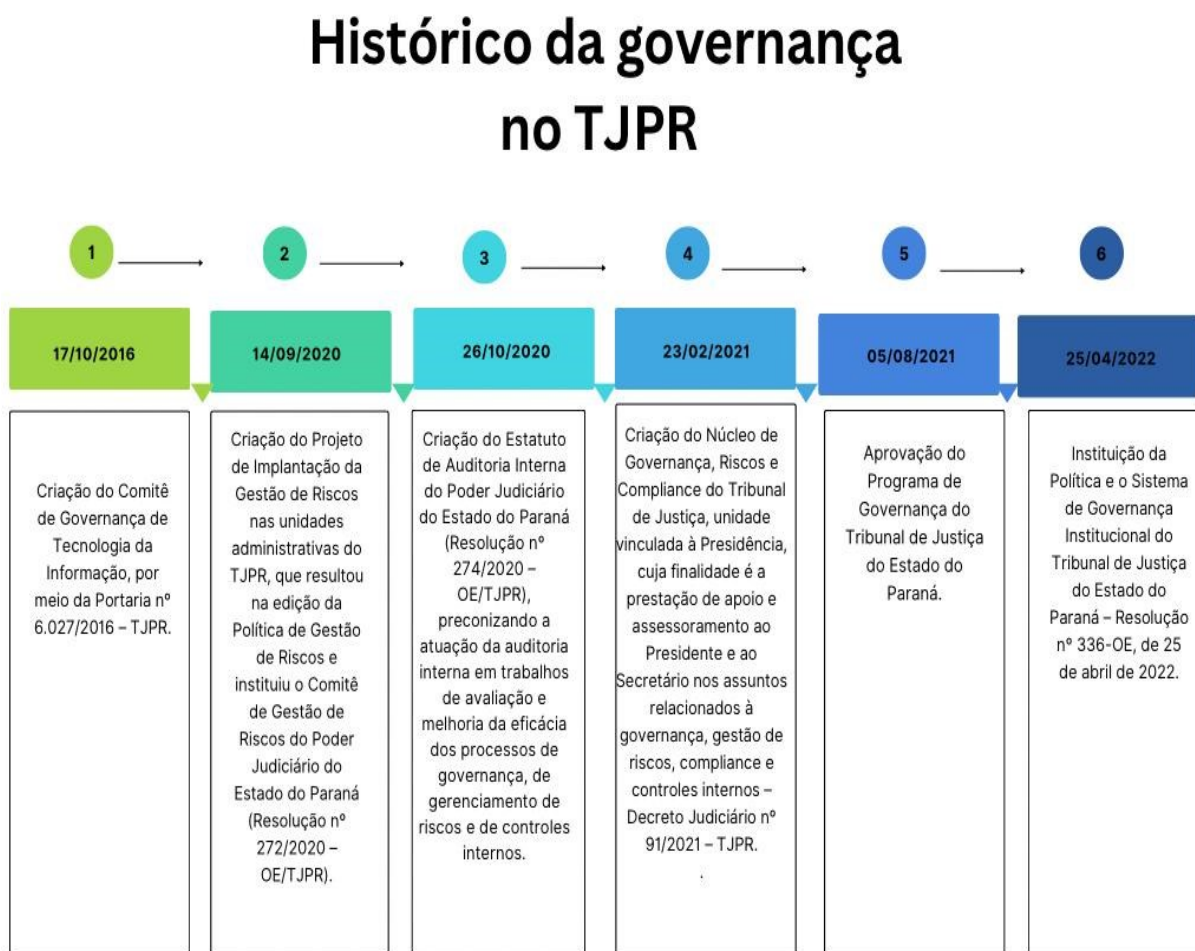 Histórico da governança
no TJPR
1
2
3
4
5
6
17/10/2016
14/09/2020
26/10/2020
23/02/2021
05/08/2021
25/04/2022
Criação do Comitê
de Governança de
Tecnologia da
Informação, por
meio da Portaria nº
6.027/2016 – TJPR.
Criação do Projeto
de Implantação da
Gestão de Riscos
nas unidades
administrativas do
TJPR, que resultou
na edição da
Política de Gestão
de Riscos e
instituiu o Comitê
de Gestão de
Riscos do Poder
Judiciário do
Estado do Paraná
(Resolução nº
272/2020 –
OE/TJPR).
Criação do Estatuto
de Auditoria Interna
do Poder Judiciário
do Estado do Paraná
(Resolução nº
274/2020 –
OE/TJPR),
preconizando a
atuação da auditoria
interna em trabalhos
de avaliação e
melhoria da eficácia
dos processos de
governança, de
gerenciamento de
riscos e de controles
internos.
Criação do Núcleo de
Governança, Riscos e
Compliance do Tribunal
de Justiça, unidade
vinculada à Presidência,
cuja finalidade é a
prestação de apoio e
assessoramento ao
Presidente e ao
Secretário nos assuntos
relacionados à
governança, gestão de
riscos, compliance e
controles internos –
Decreto Judiciário nº
91/2021 – TJPR.
.
Aprovação do
Programa de
Governança do
Tribunal de Justiça
do Estado do
Paraná.
Instituição da
Política e o Sistema
de Governança
Institucional do
Tribunal de Justiça
do Estado do
Paraná – Resolução
nº 336-OE, de 25
de abril de 2022.